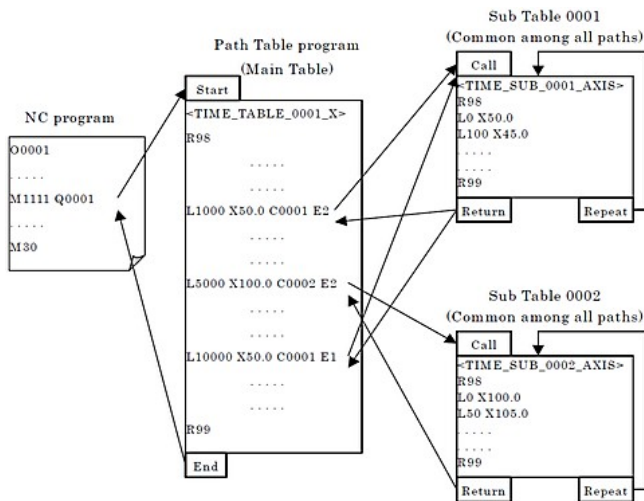 NC program
O0001
.....
M1111 Q0001
.....
M30
Path Table program
(Main Table)
Start
<TIME_TABLE_0001_X>
R98
.....
.....
L1000 X50.0 C0001 E2
.....
.....
L5000 X100.0 C0002 E2
.....
.....
L10000 X50.0 C0001 E1
.....
.....
R99
End
Sub Table 0001
(Common among all paths)
Call
<TIME_SUB_0001_AXIS>
R98
L0 X50.0
L100 X45.0
.....
.....
R99
Return Repeat
Sub Table 0002
(Common among all paths)
Call
<TIME_SUB_0002_AXIS>
R98
L0 X100.0
L50 X105.0
.....
.....
R99
Return Repeat